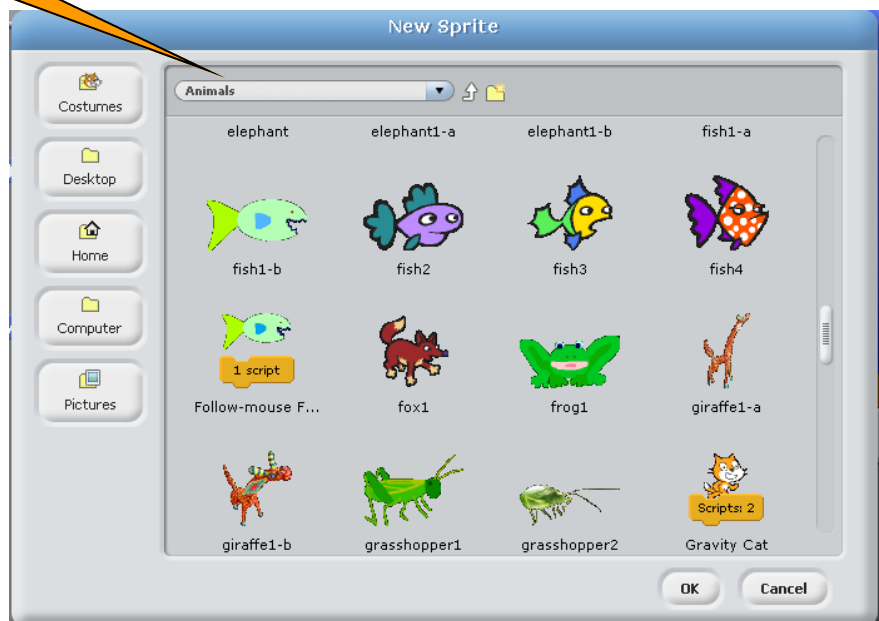 New Sprite
Costumes
Desktop
Home
Computer
Pictures
Animals
elephant elephant1-a elephant1-b fish1-a
fish1-b fish2 fish3 fish4
1 script
Follow-mouse F... fox1 frog1 giraffe1-a
Scripts: 2
giraffe1-b grasshopper1 grasshopper2 Gravity Cat
OK Cancel